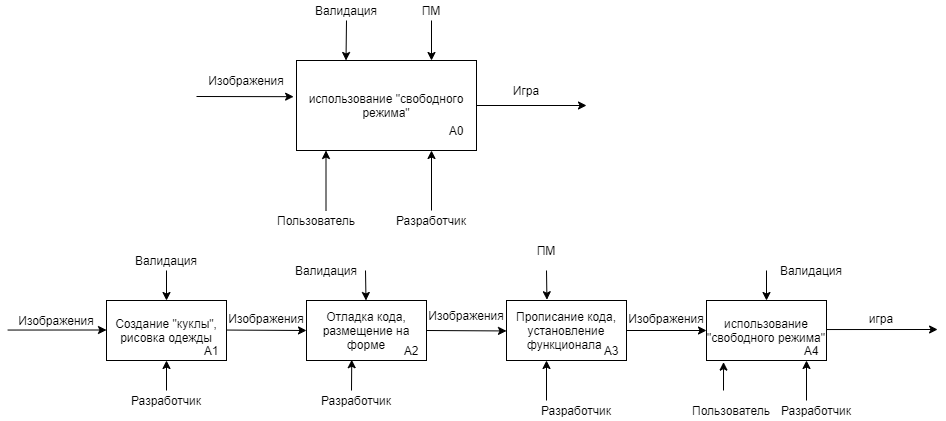 Валидация
ПМ
Изображения
использование "свободного
режима"
A0
Игра
Пользователь
Разработчик
Валидация
Валидация
ПМ
Валидация
Изображения
Создание "куклы",
рисовка одежды
A1
Изображения
Отладка кода,
размещение на
форме
A2
Изображения
Прописание кода,
установление
функционала
A3
Изображения
использование
"свободного режима"
A4
игра
Разработчик
Разработчик
Разработчик
Пользователь
Разработчик